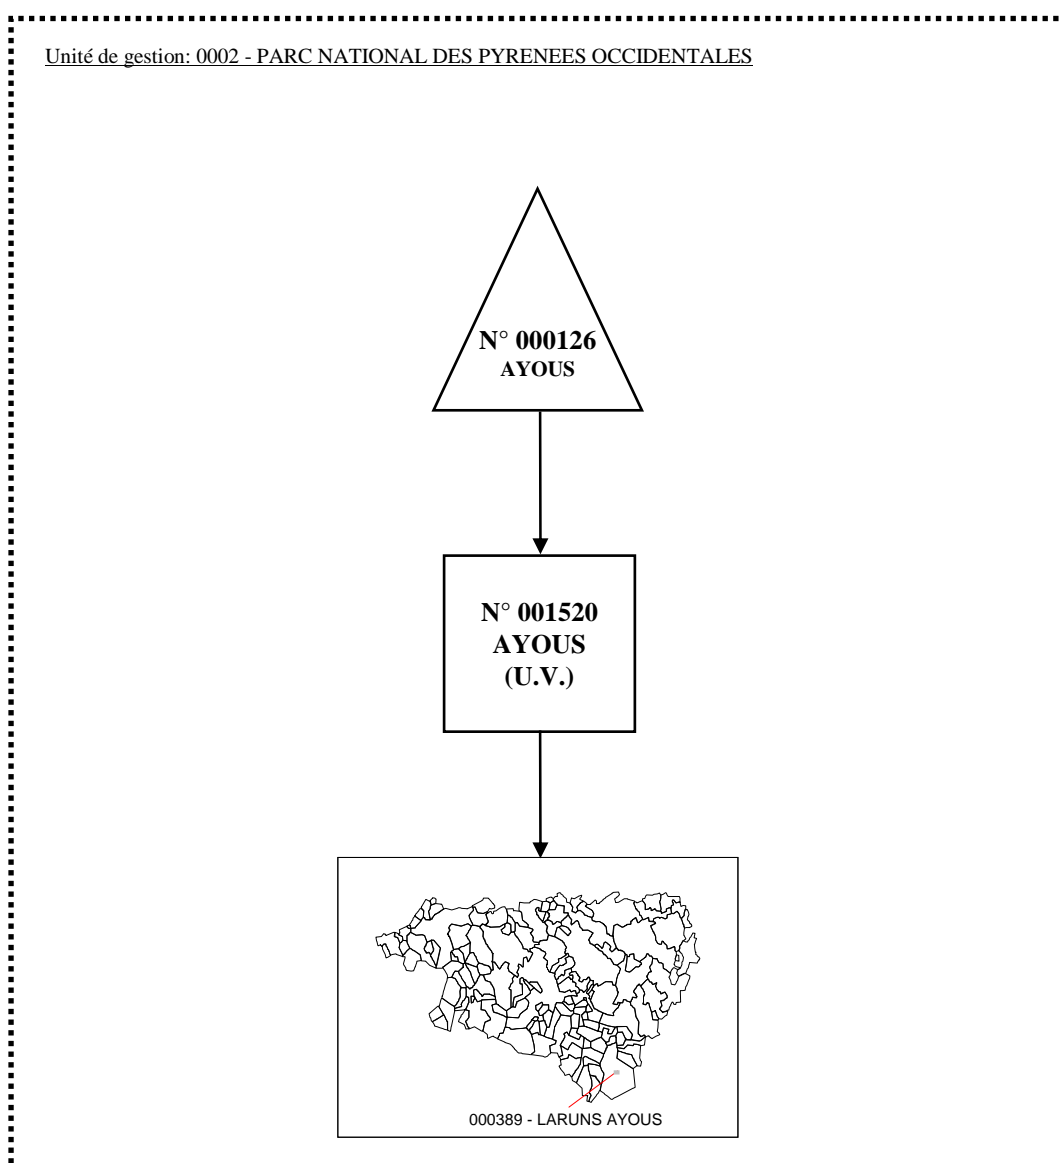 Unité de gestion: 0002 - PARC NATIONAL DES PYRENEES OCCIDENTALES
N° 000126
AYOUS
N° 001520
AYOUS
(U.V.)
000389 - LARUNS AYOUS